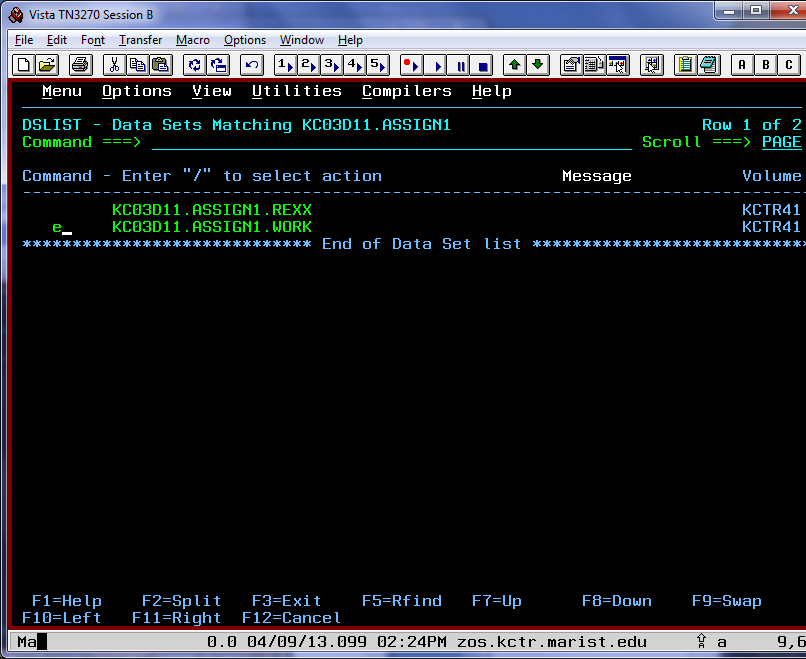 Vista TN3270 Session B
File Edit Font Transfer Macro Options Window Help
1 2 3 4 5 A B C
Menu Options View Utilities Compilers Help
DSLIST - Data Sets Matching KC03D11.ASSIGN1 Row 1 of 2
Command ===> Scroll ===> PAGE
Command - Enter "/" to select action Message Volume
-------------------------------------------------------------------------------
KC03D11.ASSIGN1.REXX KCTR41
e_ KC03D11.ASSIGN1.WORK KCTR41
***************************** End of Data Set list ****************************
F1=Help F2=Split F3=Exit F5=Rfind F7=Up F8=Down F9=Swap
F10=Left F11=Right F12=Cancel
Ma 0.0 04/09/13.099 02:24PM zos.kctr.marist.edu a 9,6